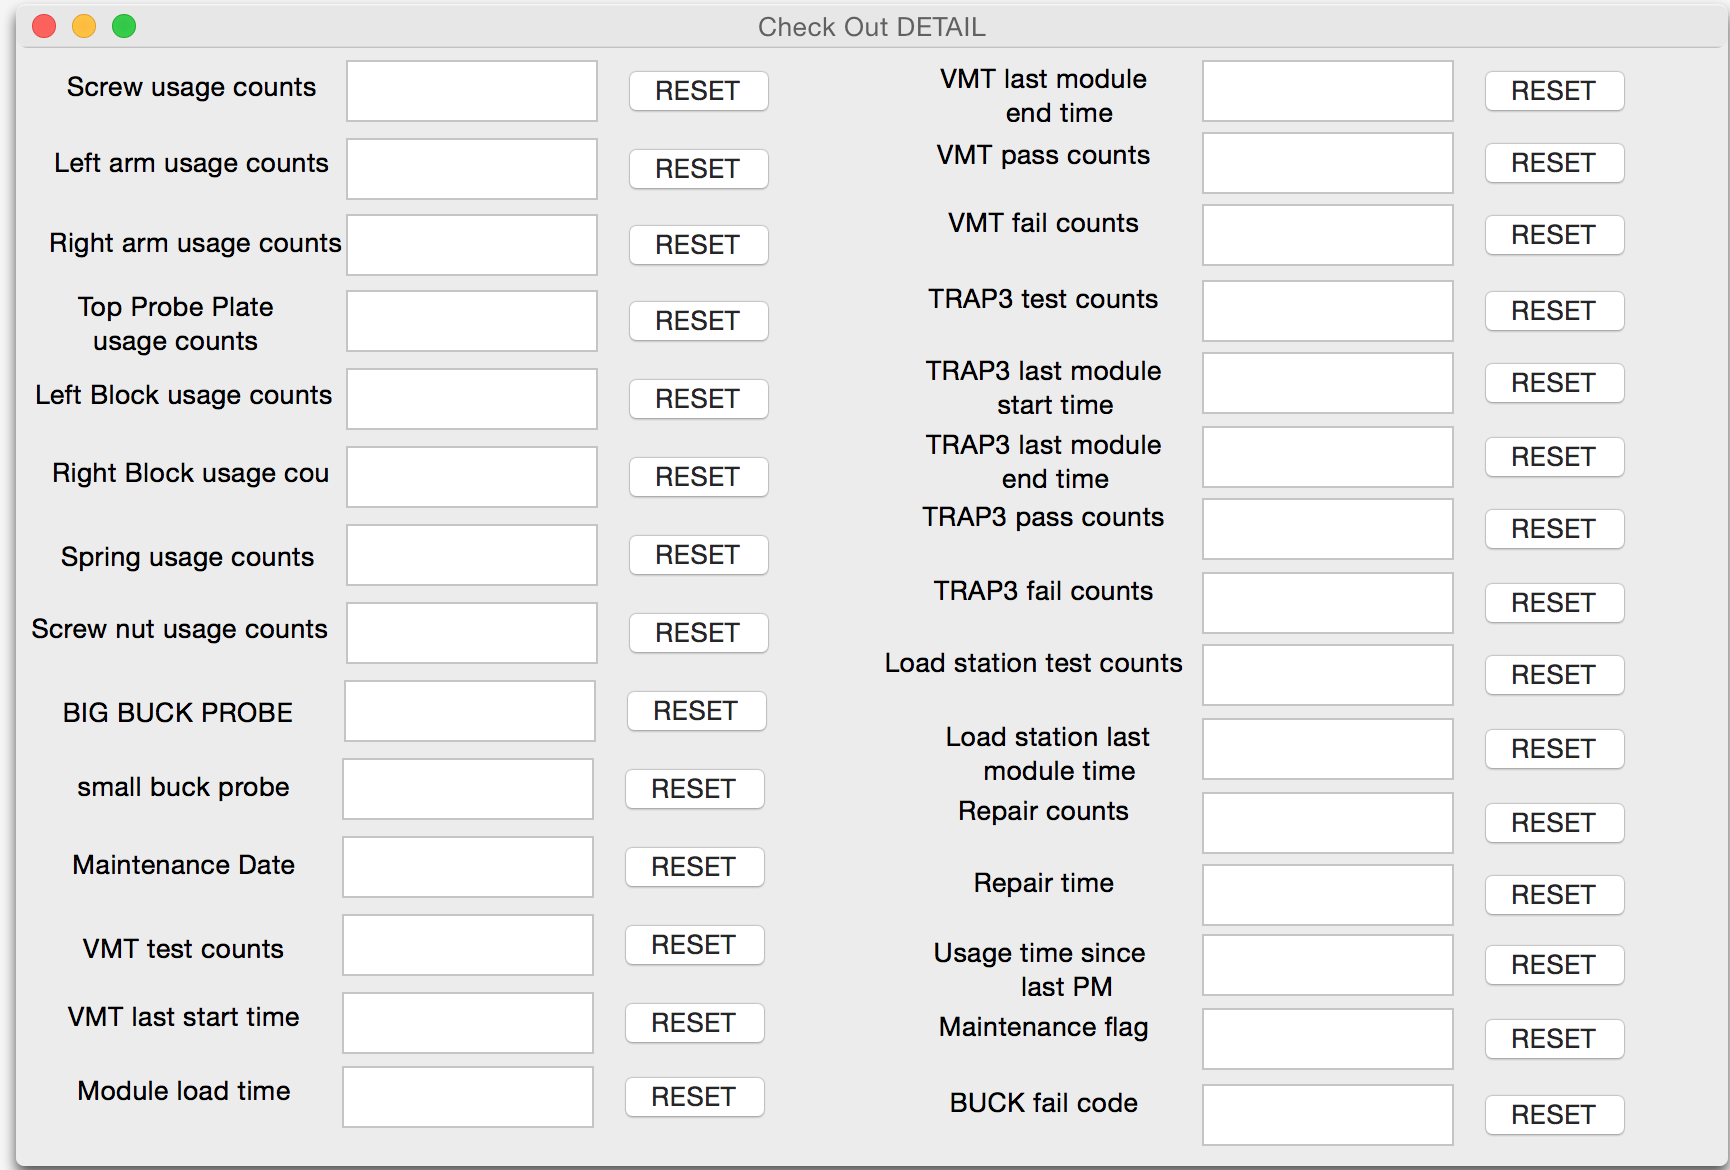 Check Out DETAIL
Screw usage counts
RESET
Left arm usage counts
RESET
Right arm usage counts
RESET
Top Probe Plate
usage counts
RESET
Left Block usage counts
RESET
Right Block usage cou
RESET
Spring usage counts
RESET
Screw nut usage counts
RESET
BIG BUCK PROBE
RESET
small buck probe
RESET
Maintenance Date
RESET
VMT test counts
RESET
VMT last start time
RESET
Module load time
RESET
VMT last module
end time
RESET
VMT pass counts
RESET
VMT fail counts
RESET
TRAP3 test counts
RESET
TRAP3 last module
start time
RESET
TRAP3 last module
end time
RESET
TRAP3 pass counts
RESET
TRAP3 fail counts
RESET
Load station test counts
RESET
Load station last
module time
RESET
Repair counts
RESET
Repair time
RESET
Usage time since
last PM
RESET
Maintenance flag
RESET
BUCK fail code
RESET